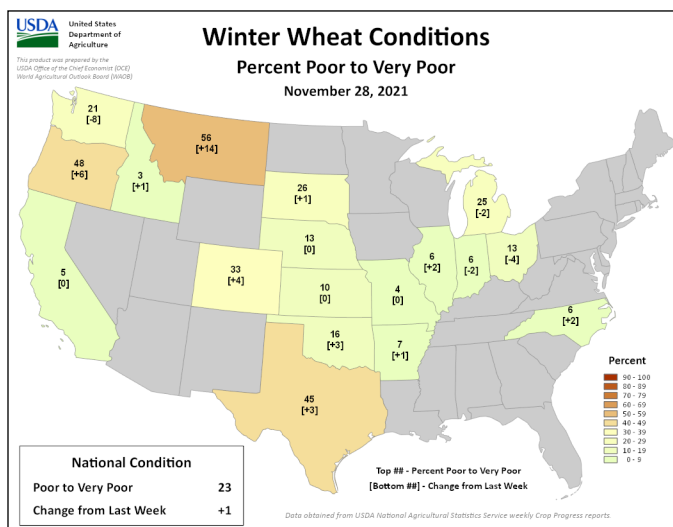 USDA
United States
Department of
Agriculture
This product was prepared by the
USDA Office of the Chief Economist (OCE)
World Agricultural Outlook Board (WAOB)
Winter Wheat Conditions
Percent Poor to Very Poor
November 28, 2021
21
[-8]
56
[+14]
48
[+6]
3
[+1]
26
[+1]
25
[-2]
13
[0]
6
[+2]
6
[-2]
13
[-4]
33
[+4]
5
[0]
10
[0]
4
[0]
6
[+2]
16
[+3]
7
[+1]
45
[+3]
Percent
90 - 100
80 - 89
70 - 79
60 - 69
50 - 59
40 - 49
30 - 39
20 - 29
10 - 19
0 - 9
National Condition
Poor to Very Poor 23
Change from Last Week +1
Top ## - Percent Poor to Very Poor
[Bottom ##] - Change from Last Week
Data obtained from USDA National Agricultural Statistics Service weekly Crop Progress reports